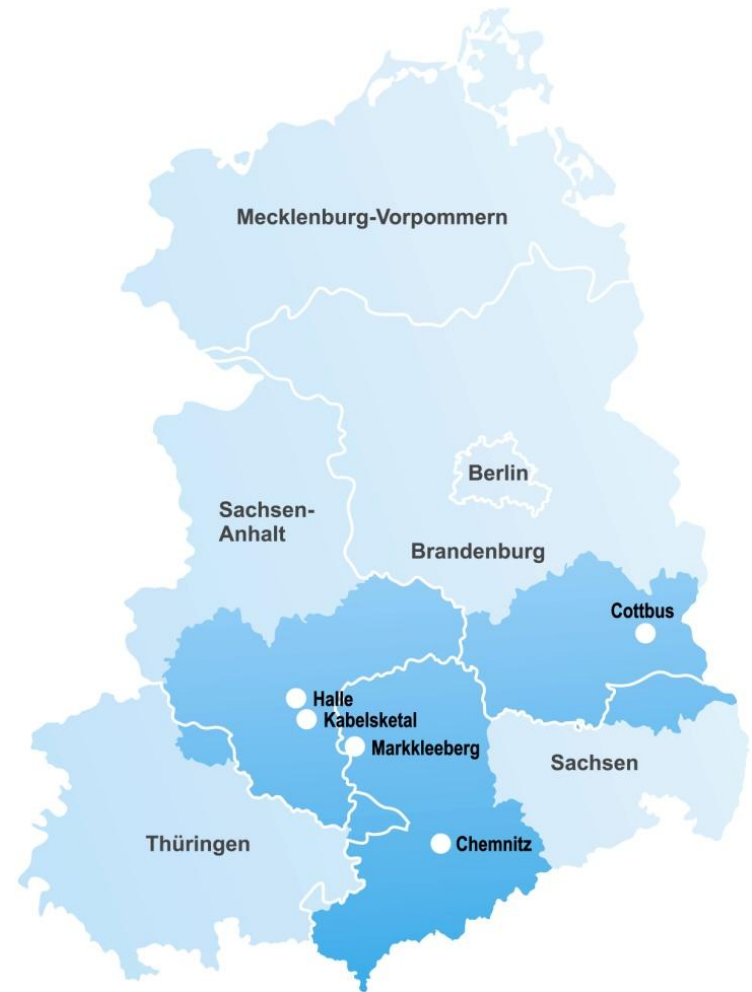 Mecklenburg-Vorpommern
Berlin
Sachsen-
Anhalt
Brandenburg
Cottbus
Halle
Kabelsketal
Markkleeberg
Sachsen
Thüringen
Chemnitz